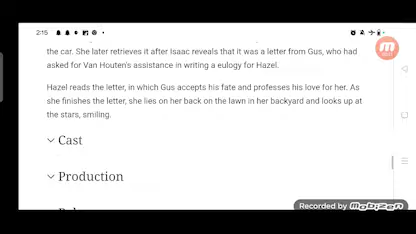 2:15
the car. She later retrieves it after Isaac reveals that it was a letter from Gus, who had
asked for Van Houten's assistance in writing a eulogy for Hazel.
Hazel reads the letter, in which Gus accepts his fate and professes his love for her. As
she finishes the letter, she lies on her back on the lawn in her backyard and looks up at
the stars, smiling.
Cast
Production
Recorded by mobizen